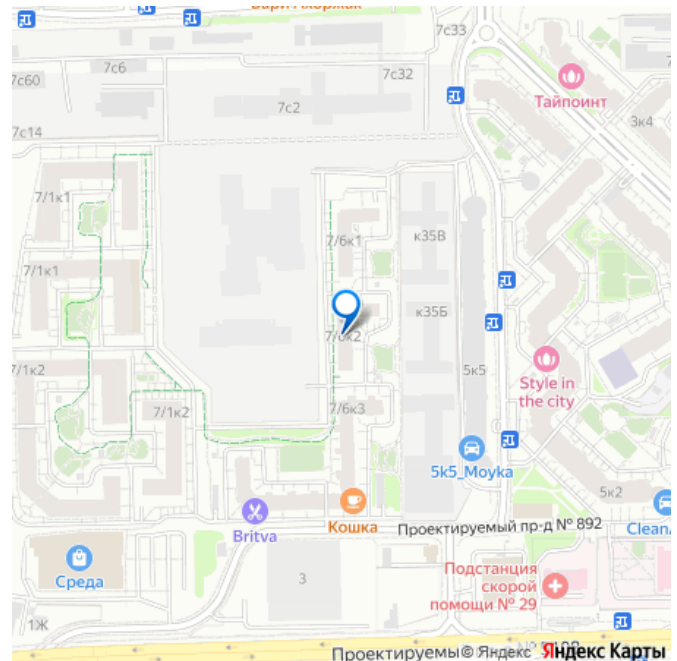 7с33
7с6
7с60
7с32
7с2
Тайпоинт
7с14
3к4
7/1к1
к35В
7/6к1
7/1к1
к35Б
7/6к2
7/1к2
5к5
Style in
the city
7/1к2
7/6к3
5k5_Moyka
5к2
Кошка
Britva
Проектируемый пр-д № 892
Среда
Подстанция
скорой
помощи № 29
3
1Ж
Проектируемы
© Яндекс
Яндекс Карты